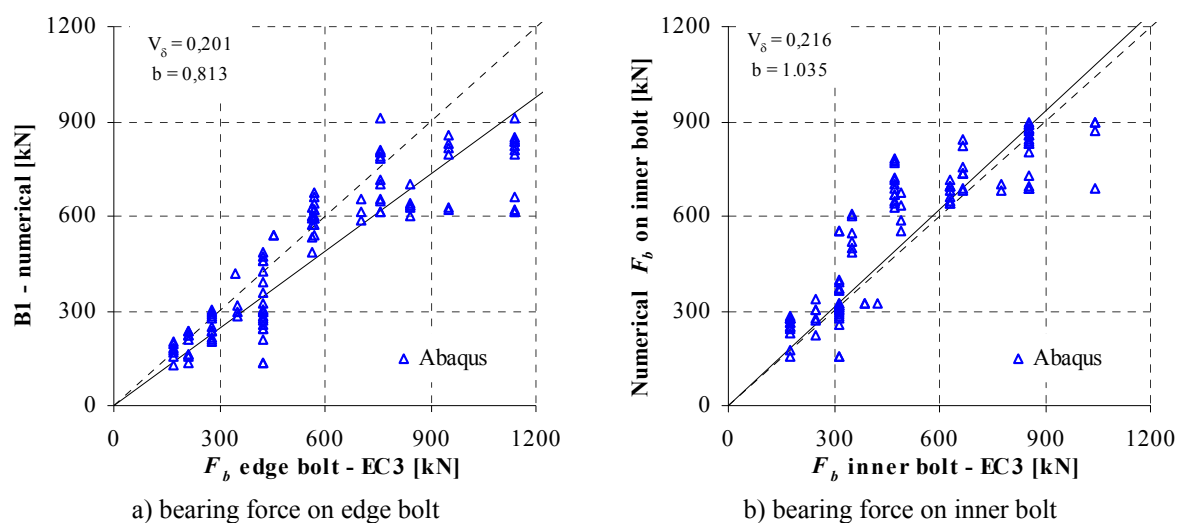 1200
V_δ = 0,201
b = 0,813
900
600
300
0
B1 - numerical [kN]
Abaqus
0 300 600 900 1200
F_b edge bolt - EC3 [kN]
a) bearing force on edge bolt
1200
V_δ = 0,216
b = 1.035
900
600
300
0
Numerical F_b on inner bolt [kN]
Abaqus
0 300 600 900 1200
F_b inner bolt - EC3 [kN]
b) bearing force on inner bolt